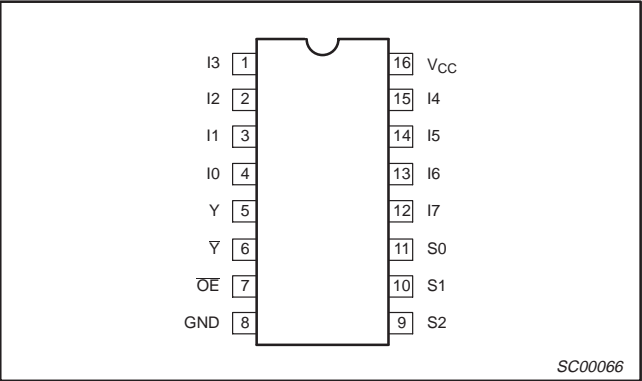 I3 1 16 VCC
I2 2 15 I4
I1 3 14 I5
I0 4 13 I6
Y 5 12 I7
Y̅ 6 11 S0
O̅E̅ 7 10 S1
GND 8 9 S2
SC00066